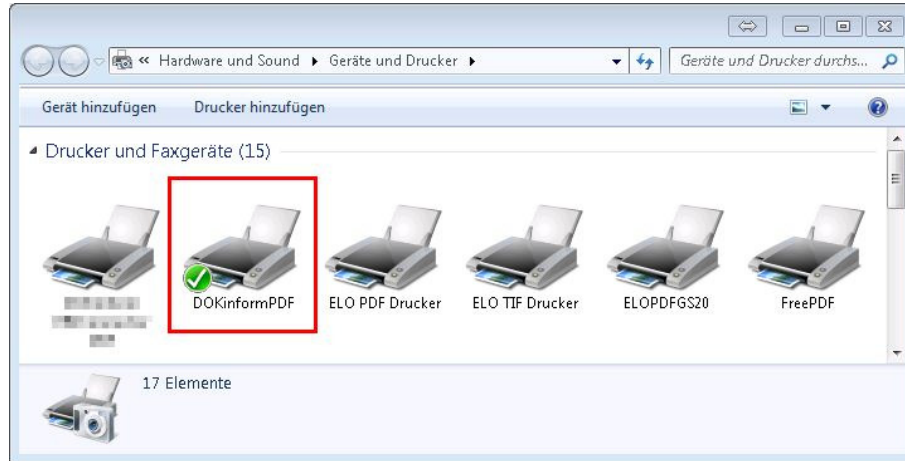 « Hardware und Sound ▸ Geräte und Drucker ▸
Geräte und Drucker durchs...
Gerät hinzufügen Drucker hinzufügen
Drucker und Faxgeräte (15)
DOKinformPDF ELO PDF Drucker ELO TIF Drucker ELOPDFGS20 FreePDF
17 Elemente